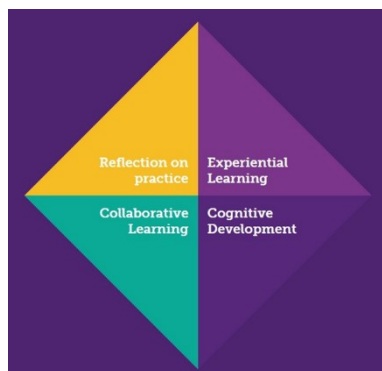 Reflection on
practice
Experiential
Learning
Collaborative
Learning
Cognitive
Development